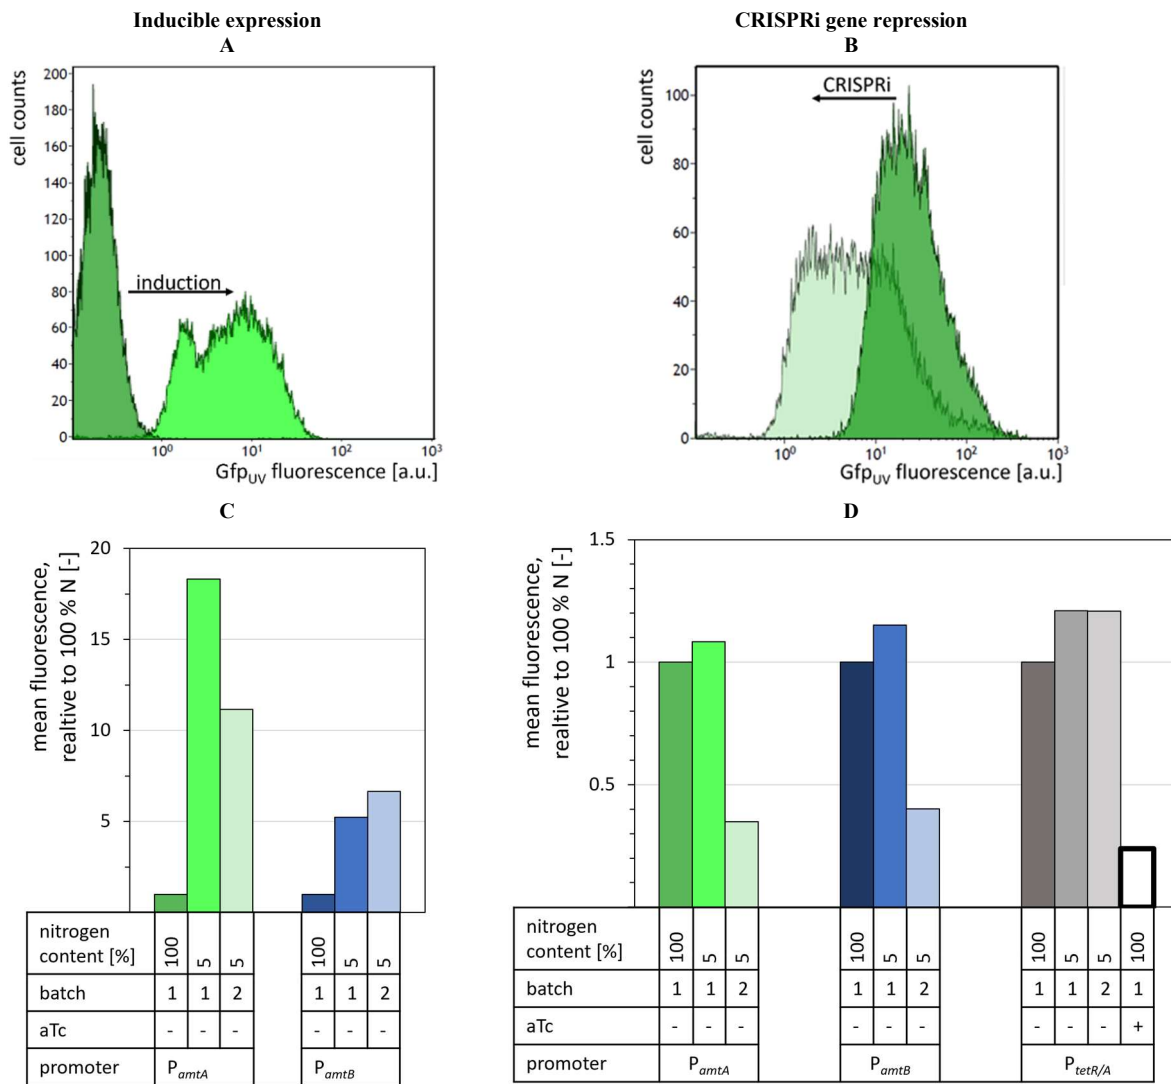 Inducible expression
A
200
180
160
140
120
100
80
60
40
20
0
cell counts
induction
10⁰ 10¹ 10² 10³
GfpUV fluorescence [a.u.]
CRISPRi gene repression
B
100
80
60
40
20
0
cell counts
CRISPRi
10⁰ 10¹ 10² 10³
GfpUV fluorescence [a.u.]
C
20
15
10
5
mean fluorescence,
realtive to 100 % N [-]
nitrogen
content [%] 100 5 5 100 5 5
batch 1 1 2 1 1 2
aTc - - - - - -
promoter PamtA PamtB
D
1.5
1
0.5
mean fluorescence,
realtive to 100 % N [-]
nitrogen
content [%] 100 5 5 100 5 5 100 5 5 100
batch 1 1 2 1 1 2 1 1 2 1
aTc - - - - - - - - - +
promoter PamtA PamtB PtetR/A